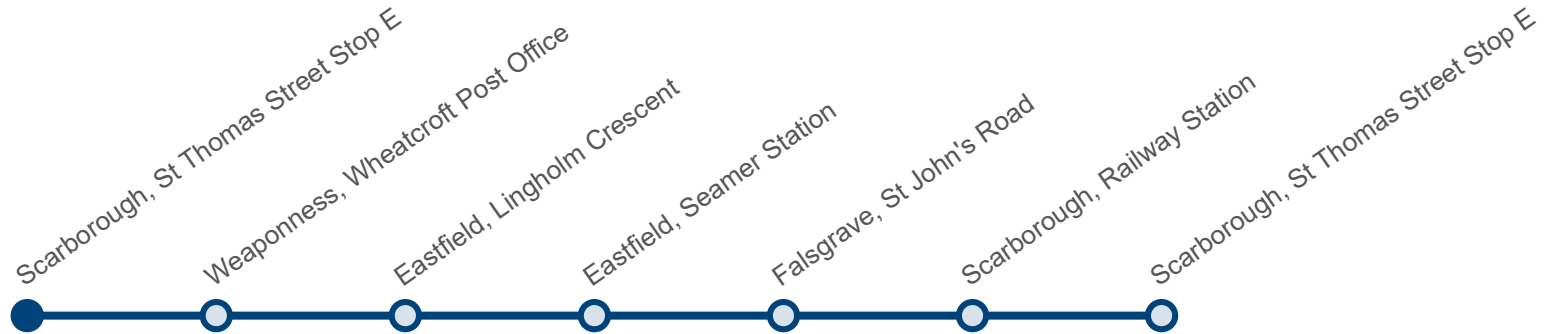 Scarborough, St Thomas Street Stop E
Weaponness, Wheatcroft Post Office
Eastfield, Lingholm Crescent
Eastfield, Seamer Station
Falsgrave, St John's Road
Scarborough, Railway Station
Scarborough, St Thomas Street Stop E